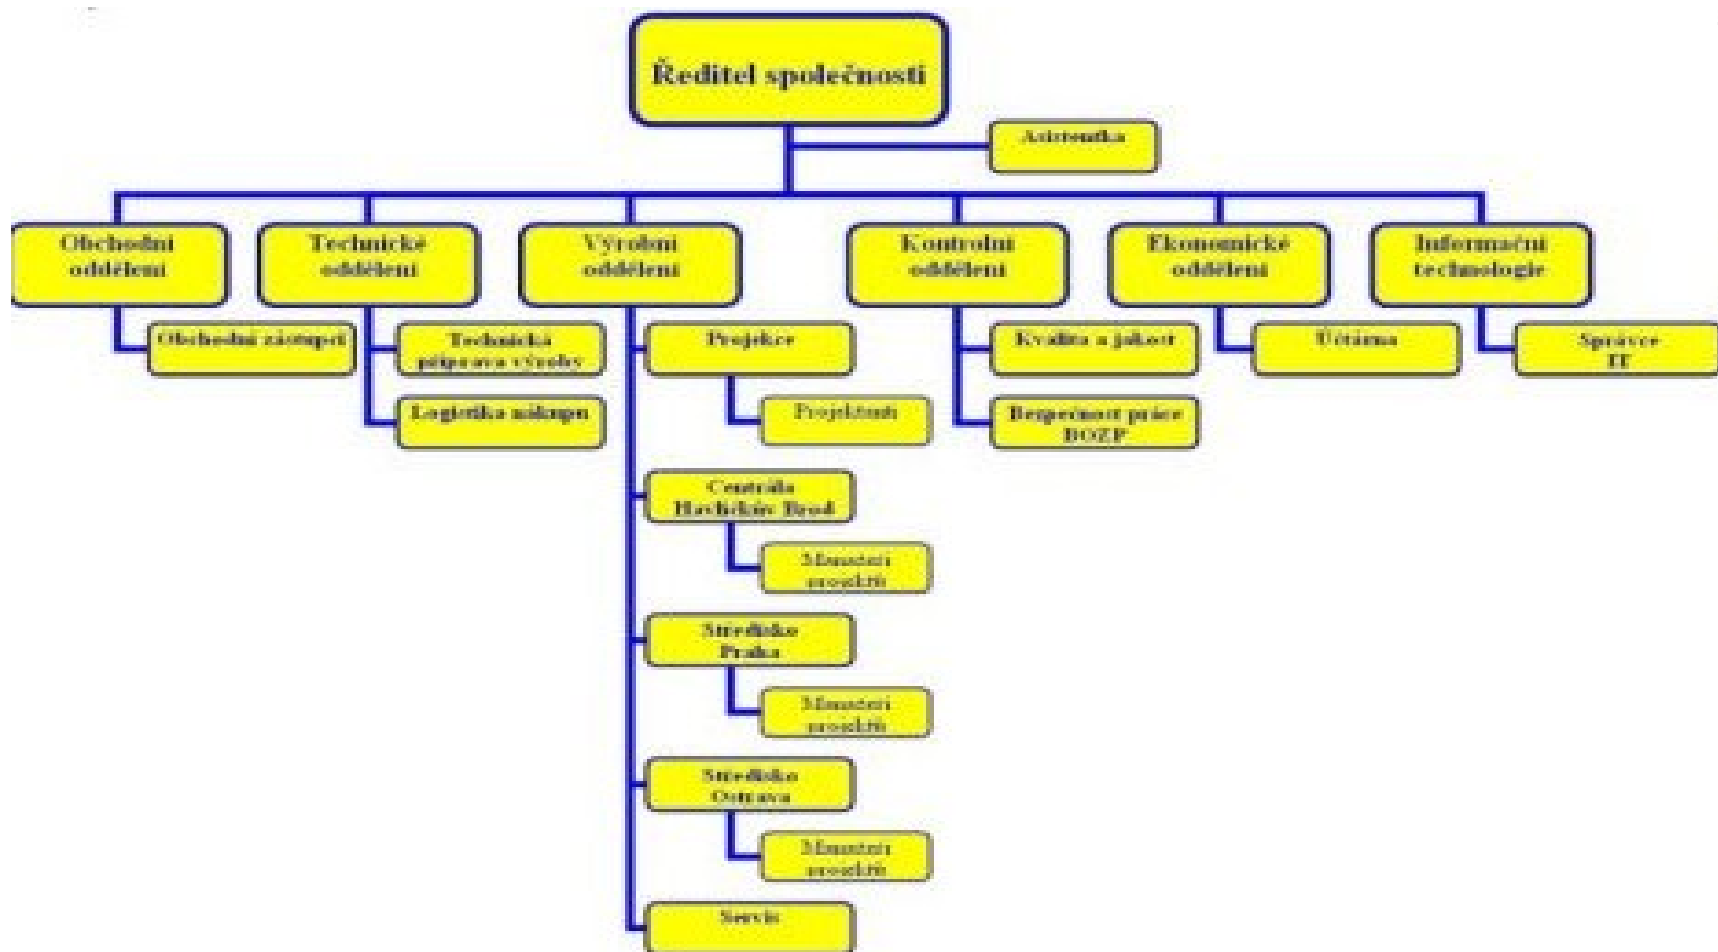 Ředitel společnosti
Asistentka
Obchodní
oddělení
Technické
oddělení
Výrobní
oddělení
Kontrolní
oddělení
Ekonomické
oddělení
Informační
technologie
Obchodní zástupci
Technická
příprava výroby
Logistika nákupu
Projekce
Projektanti
Centrála
Havlíčkův Brod
Manažeři
projektů
Středisko
Praha
Manažeři
projektů
Středisko
Ostrava
Manažeři
projektů
Servis
Kvalita a jakost
Bezpečnost práce
BOZP
Účtárna
Správce
IT